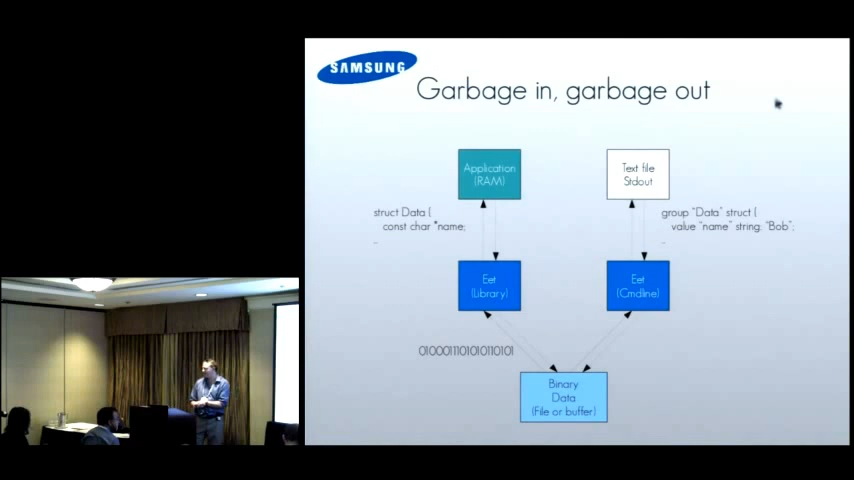 SAMSUNG
Garbage in, garbage out
Application
(RAM)
Text file
Stdout
struct Data {
const char *name;
..
group "Data" struct {
value "name" string: "Bob";
..
Eet
(Library)
Eet
(Cmdline)
010001110101011010
Binary
Data
(File or buffer)